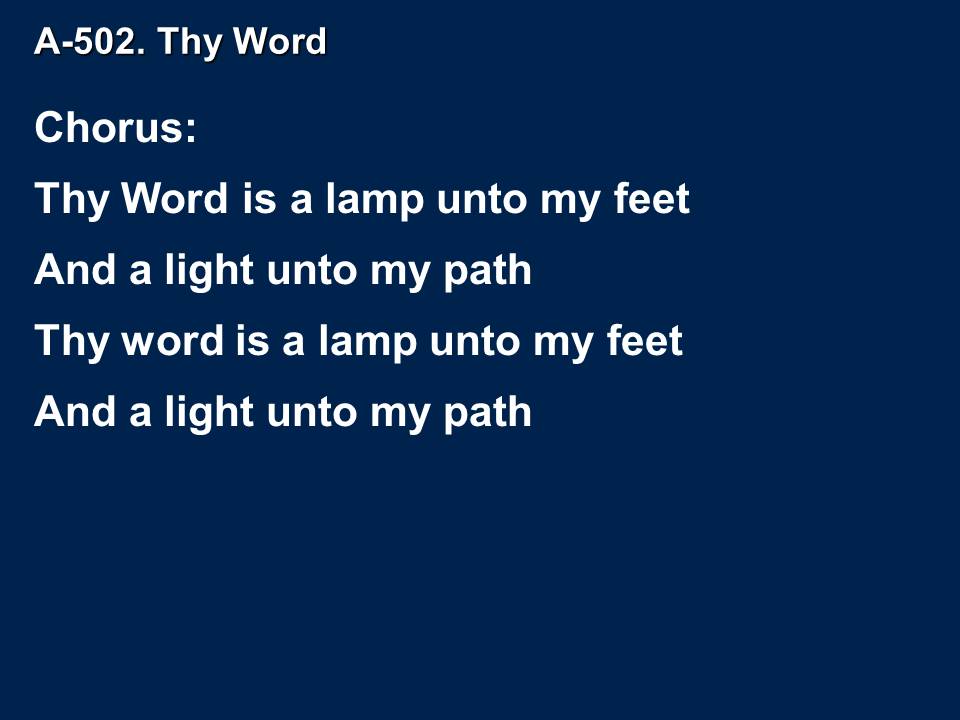 A-502. Thy Word
Chorus:
Thy Word is a lamp unto my feet
And a light unto my path
Thy word is a lamp unto my feet
And a light unto my path